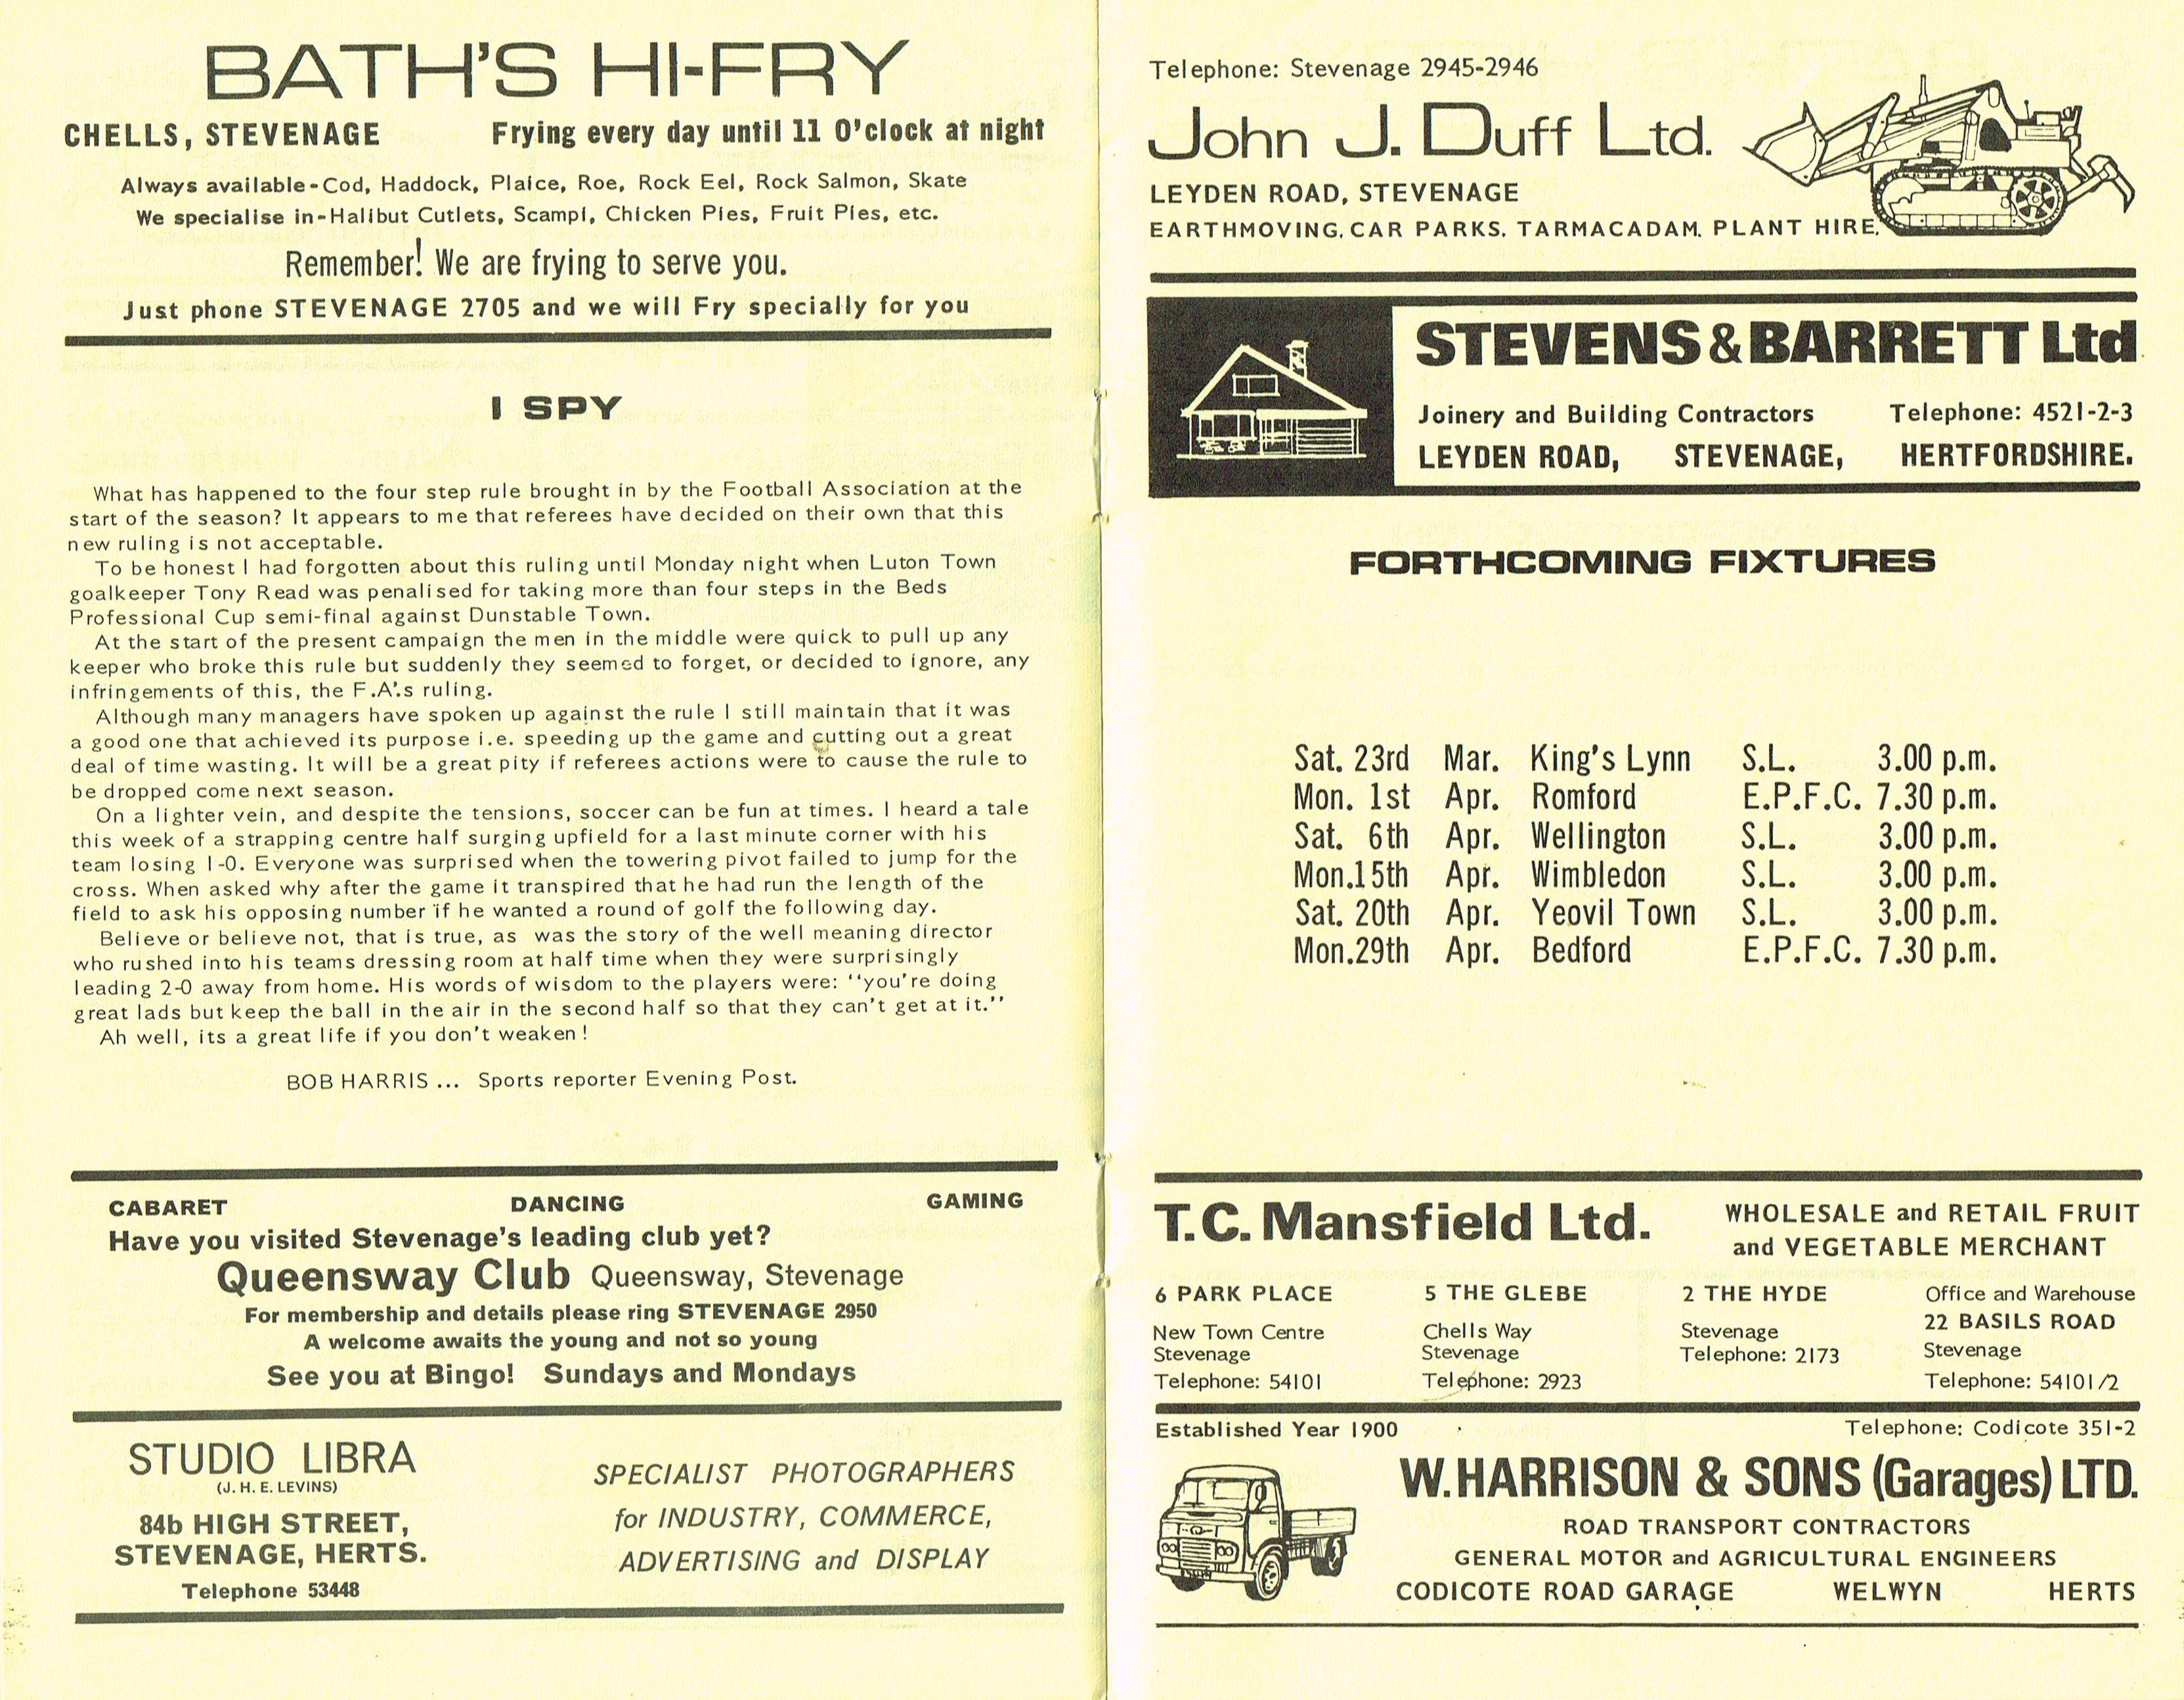 BATH'S HI-FRY
CHELLS, STEVENAGE Frying every day until 11 O'clock at night
Always available-Cod, Haddock, Plaice, Roe, Rock Eel, Rock Salmon, Skate
We specialise in-Halibut Cutlets, Scampi, Chicken Pies, Fruit Pies, etc.
Remember! We are frying to serve you.
Just phone STEVENAGE 2705 and we will Fry specially for you
I SPY
What has happened to the four step rule brought in by the Football Association at the
start of the season? It appears to me that referees have decided on their own that this
new ruling is not acceptable.
To be honest I had forgotten about this ruling until Monday night when Luton Town
goalkeeper Tony Read was penalised for taking more than four steps in the Beds
Professional Cup semi-final against Dunstable Town.
At the start of the present campaign the men in the middle were quick to pull up any
keeper who broke this rule but suddenly they seemed to forget, or decided to ignore, any
infringements of this, the F.A'.s ruling.
Although many managers have spoken up against the rule I still maintain that it was
a good one that achieved its purpose i.e. speeding up the game and cutting out a great
deal of time wasting. It will be a great pity if referees actions were to cause the rule to
be dropped come next season.
On a lighter vein, and despite the tensions, soccer can be fun at times. I heard a tale
this week of a strapping centre half surging upfield for a last minute corner with his
team losing 1-0. Everyone was surprised when the towering pivot failed to jump for the
cross. When asked why after the game it transpired that he had run the length of the
field to ask his opposing number if he wanted a round of golf the following day.
Believe or believe not, that is true, as was the story of the well meaning director
who rushed into his teams dressing room at half time when they were surprisingly
leading 2-0 away from home. His words of wisdom to the players were: "you're doing
great lads but keep the ball in the air in the second half so that they can't get at it."
Ah well, its a great life if you don't weaken!
BOB HARRIS ... Sports reporter Evening Post.
CABARET DANCING GAMING
Have you visited Stevenage's leading club yet?
Queensway Club Queensway, Stevenage
For membership and details please ring STEVENAGE 2950
A welcome awaits the young and not so young
See you at Bingo! Sundays and Mondays
STUDIO LIBRA
(J. H. E. LEVINS)
84b HIGH STREET,
STEVENAGE, HERTS.
Telephone 53448
SPECIALIST PHOTOGRAPHERS
for INDUSTRY, COMMERCE,
ADVERTISING and DISPLAY
Telephone: Stevenage 2945-2946
John J. Duff Ltd.
LEYDEN ROAD, STEVENAGE
EARTHMOVING. CAR PARKS. TARMACADAM. PLANT HIRE.
STEVENS & BARRETT Ltd.
Joinery and Building Contractors Telephone: 4521-2-3
LEYDEN ROAD, STEVENAGE, HERTFORDSHIRE.
FORTHCOMING FIXTURES
Sat. 23rd Mar. King's Lynn S.L. 3.00 p.m.
Mon. 1st Apr. Romford E.P.F.C. 7.30 p.m.
Sat. 6th Apr. Wellington S.L. 3.00 p.m.
Mon.15th Apr. Wimbledon S.L. 3.00 p.m.
Sat. 20th Apr. Yeovil Town S.L. 3.00 p.m.
Mon.29th Apr. Bedford E.P.F.C. 7.30 p.m.
T.C. Mansfield Ltd.
WHOLESALE and RETAIL FRUIT
and VEGETABLE MERCHANT
6 PARK PLACE
New Town Centre
Stevenage
Telephone: 54101
5 THE GLEBE
Chells Way
Stevenage
Telephone: 2923
2 THE HYDE
Stevenage
Telephone: 2173
Office and Warehouse
22 BASILS ROAD
Stevenage
Telephone: 54101/2
Established Year 1900 Telephone: Codicote 351-2
W. HARRISON & SONS (Garages) LTD.
ROAD TRANSPORT CONTRACTORS
GENERAL MOTOR and AGRICULTURAL ENGINEERS
CODICOTE ROAD GARAGE WELWYN HERTS